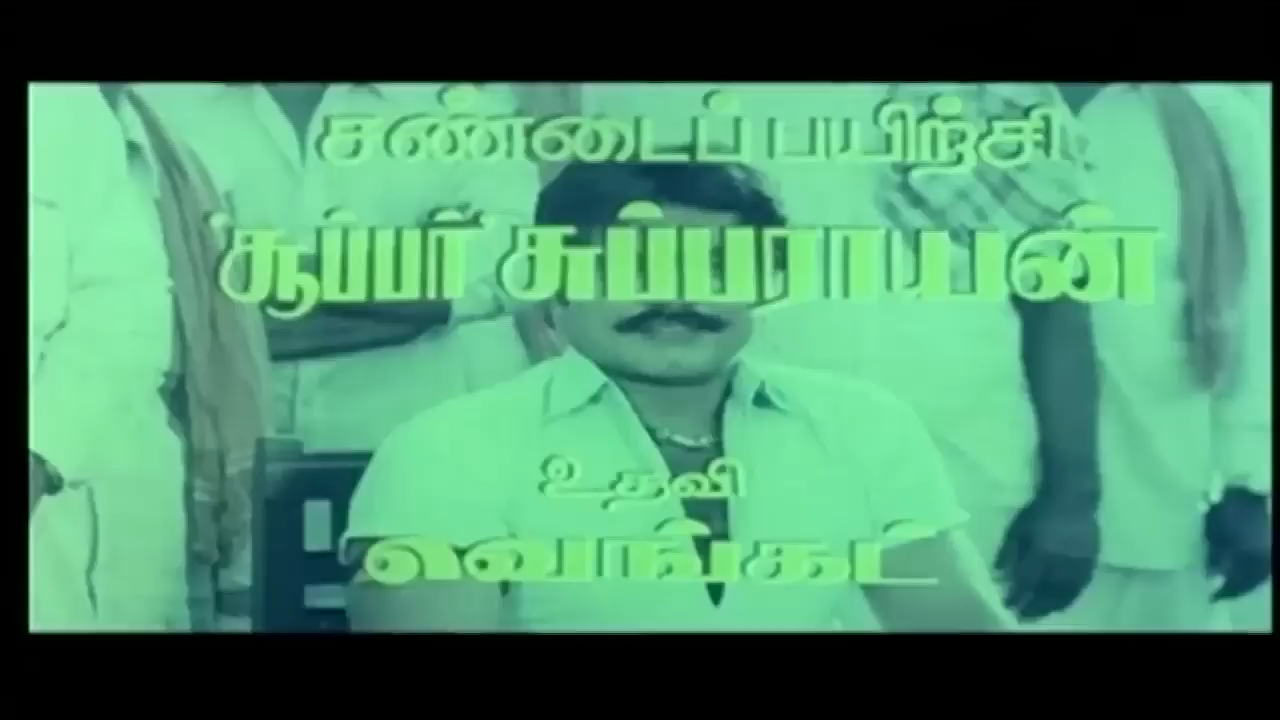 சண்டைப் பயிற்சி
சூப்பர் சுப்பராயன்
உதவி
வெங்கட்